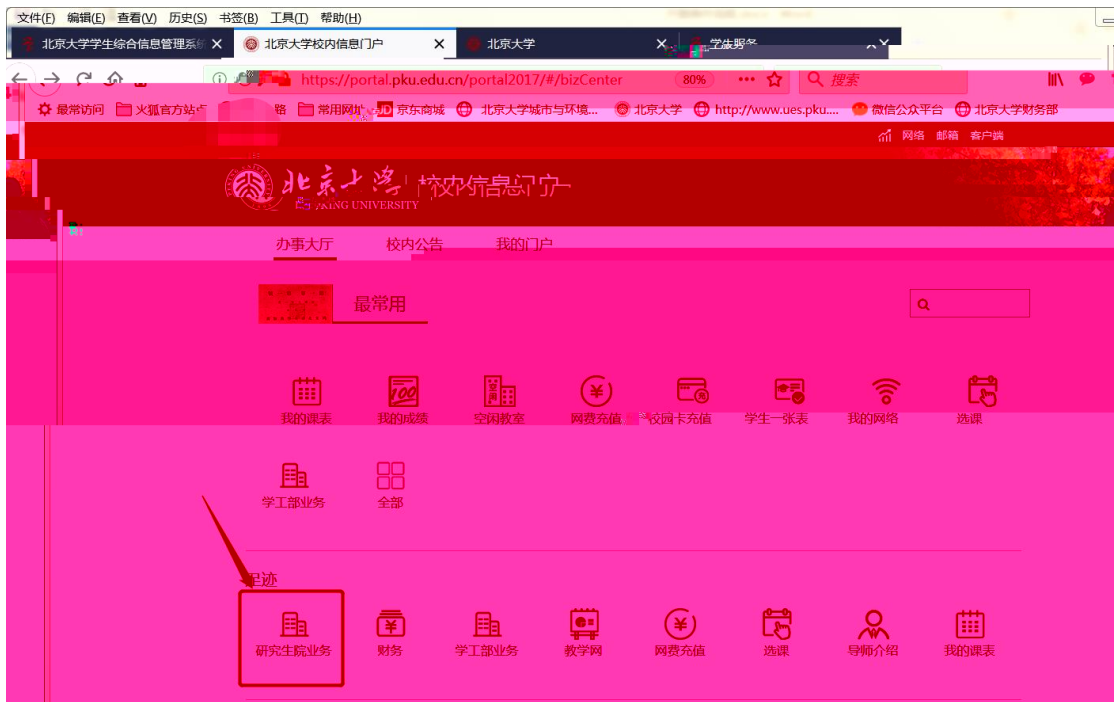 文件(F) 编辑(E) 查看(V) 历史(S) 书签(B) 工具(T) 帮助(H)
北京大学学生综合信息管理系统 × 北京大学校内信息门户 × 北京大学 ×
https://portal.pku.edu.cn/portal2017/#/bizCenter 80% 搜索
最常访问 火狐官方站点 常用网址 JD 京东商城 北京大学城市与环境... 北京大学 http://www.ues.pku.... 微信公众平台 北京大学财务部
网络 邮箱 客户端
北京大学 校内信息门户
PEKING UNIVERSITY
办事大厅 校内公告 我的门户
最常用
我的课表 我的成绩 空闲教室 网费充值 校园卡充值 学生一张表 我的网络 选课
学工部业务 全部
足迹
研究生院业务 财务 学工部业务 教学网 网费充值 选课 导师介绍 我的课表